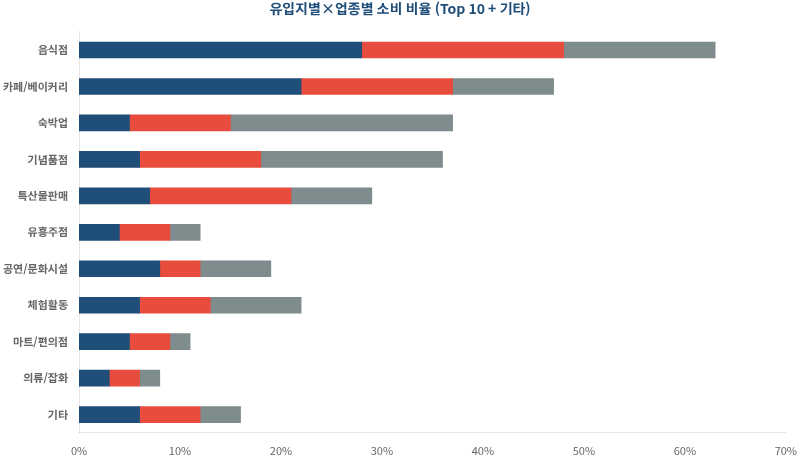 유입지별×업종별 소비 비율 (Top 10 + 기타)
음식점
카페/베이커리
숙박업
기념품점
특산물판매
유흥주점
공연/문화시설
체험활동
마트/편의점
의류/잡화
기타
0% 10% 20% 30% 40% 50% 60% 70%